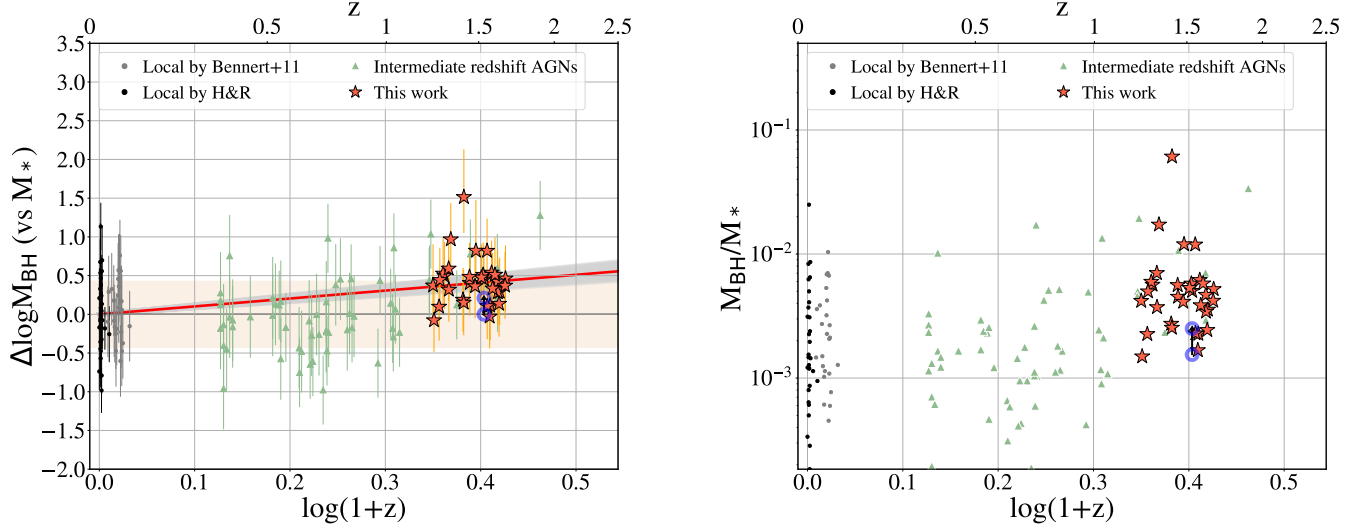 z
0 0.5 1 1.5 2 2.5
3.5
3.0
2.5
2.0
1.5
1.0
0.5
0.0
−0.5
−1.0
−1.5
−2.0
ΔlogM_BH (vs M_*)
Local by Bennert+11
Local by H&R
Intermediate redshift AGNs
This work
0.0 0.1 0.2 0.3 0.4 0.5
log(1+z)
z
0 0.5 1 1.5 2 2.5
10^−1
10^−2
10^−3
M_BH/M_*
Local by Bennert+11
Local by H&R
Intermediate redshift AGNs
This work
0.0 0.1 0.2 0.3 0.4 0.5
log(1+z)